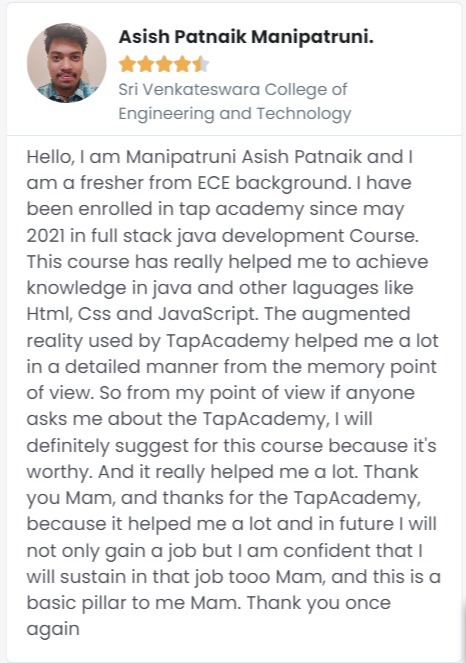 Asish Patnaik Manipatruni.
Sri Venkateswara College of
Engineering and Technology
Hello, I am Manipatruni Asish Patnaik and I
am a fresher from ECE background. I have
been enrolled in tap academy since may
2021 in full stack java development Course.
This course has really helped me to achieve
knowledge in java and other laguages like
Html, Css and JavaScript. The augmented
reality used by TapAcademy helped me a lot
in a detailed manner from the memory point
of view. So from my point of view if anyone
asks me about the TapAcademy, I will
definitely suggest for this course because it's
worthy. And it really helped me a lot. Thank
you Mam, and thanks for the TapAcademy,
because it helped me a lot and in future I will
not only gain a job but I am confident that I
will sustain in that job tooo Mam, and this is a
basic pillar to me Mam. Thank you once
again